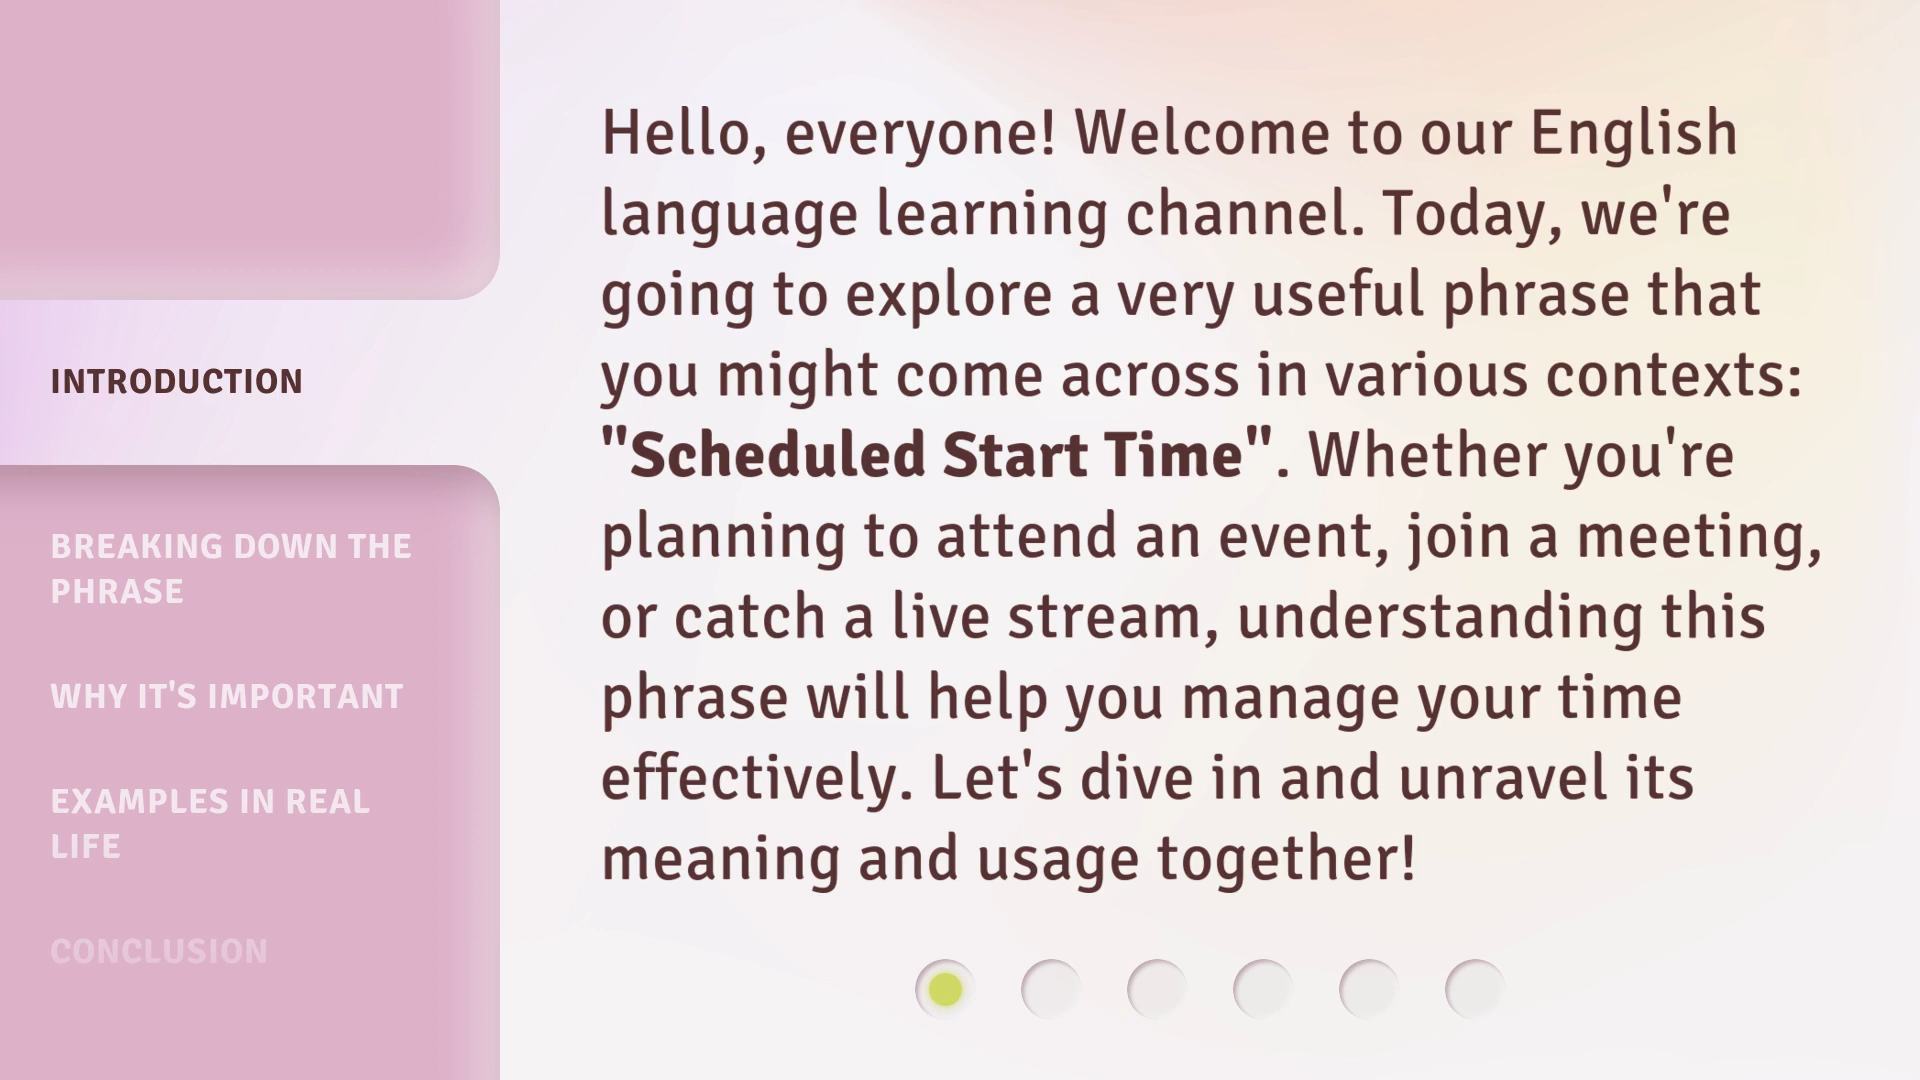 INTRODUCTION
BREAKING DOWN THE
PHRASE
WHY IT'S IMPORTANT
EXAMPLES IN REAL
LIFE
CONCLUSION
Hello, everyone! Welcome to our English
language learning channel. Today, we're
going to explore a very useful phrase that
you might come across in various contexts:
"Scheduled Start Time". Whether you're
planning to attend an event, join a meeting,
or catch a live stream, understanding this
phrase will help you manage your time
effectively. Let's dive in and unravel its
meaning and usage together!